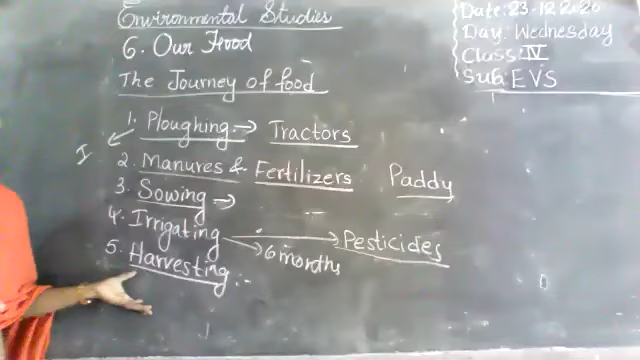 Environmental Studies
6. Our Food
The Journey of food
1. Ploughing → Tractors
I
2. Manures & Fertilizers Paddy
3. Sowing →
4. Irrigating → Pesticides
→ 6 months
5. Harvesting :-
Date: 23-12-2020
Day: Wednesday
Class: IV
Sub: EVS